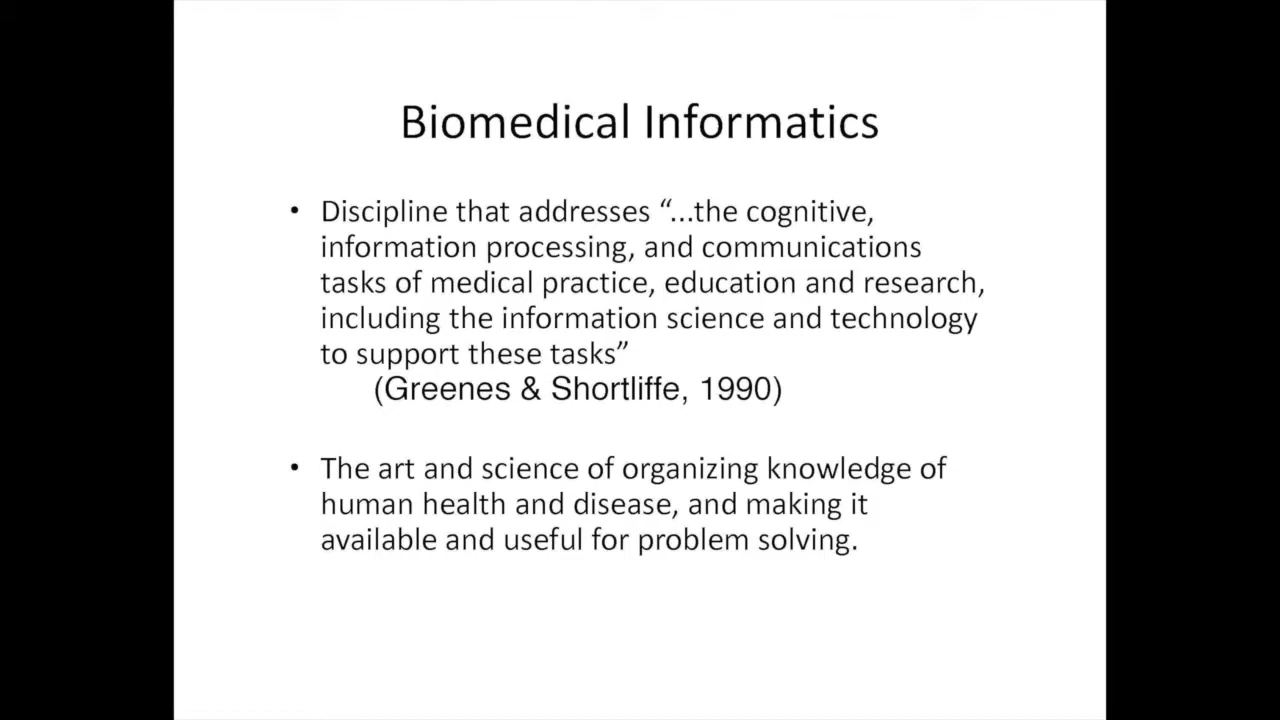 Biomedical Informatics
• Discipline that addresses “...the cognitive,
information processing, and communications
tasks of medical practice, education and research,
including the information science and technology
to support these tasks”
(Greenes & Shortliffe, 1990)
• The art and science of organizing knowledge of
human health and disease, and making it
available and useful for problem solving.